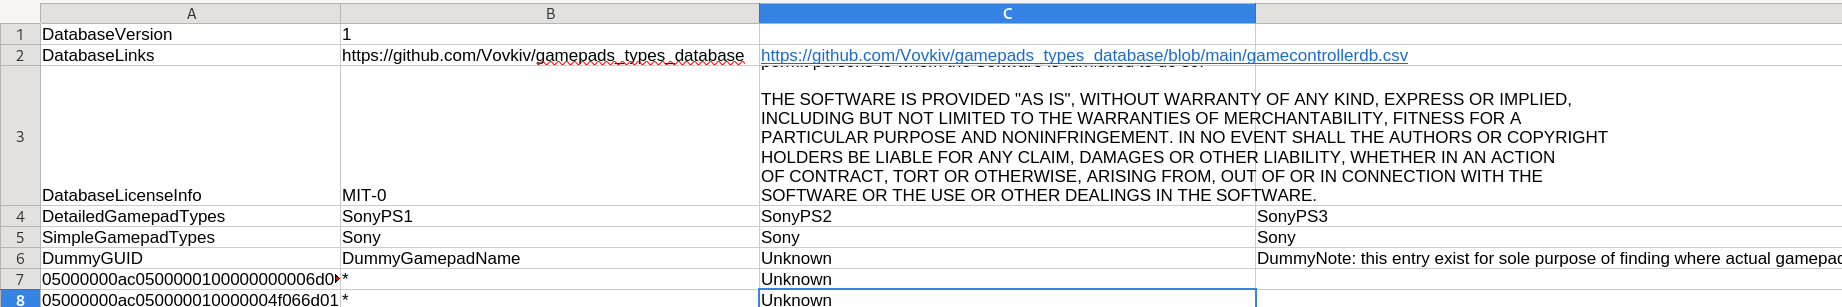 A B C
1 DatabaseVersion 1
2 DatabaseLinks https://github.com/Vovkiv/gamepads_types_database https://github.com/Vovkiv/gamepads_types_database/blob/main/gamecontrollerdb.csv
THE SOFTWARE IS PROVIDED "AS IS", WITHOUT WARRANTY OF ANY KIND, EXPRESS OR IMPLIED,
INCLUDING BUT NOT LIMITED TO THE WARRANTIES OF MERCHANTABILITY, FITNESS FOR A
3 PARTICULAR PURPOSE AND NONINFRINGEMENT. IN NO EVENT SHALL THE AUTHORS OR COPYRIGHT
HOLDERS BE LIABLE FOR ANY CLAIM, DAMAGES OR OTHER LIABILITY, WHETHER IN AN ACTION
OF CONTRACT, TORT OR OTHERWISE, ARISING FROM, OUT OF OR IN CONNECTION WITH THE
DatabaseLicenseInfo MIT-0 SOFTWARE OR THE USE OR OTHER DEALINGS IN THE SOFTWARE.
4 DetailedGamepadTypes SonyPS1 SonyPS2 SonyPS3
5 SimpleGamepadTypes Sony Sony Sony
6 DummyGUID DummyGamepadName Unknown DummyNote: this entry exist for sole purpose of finding where actual gamepad
7 05000000ac0500000100000000006d0 * Unknown
8 05000000ac050000010000004f066d01 * Unknown